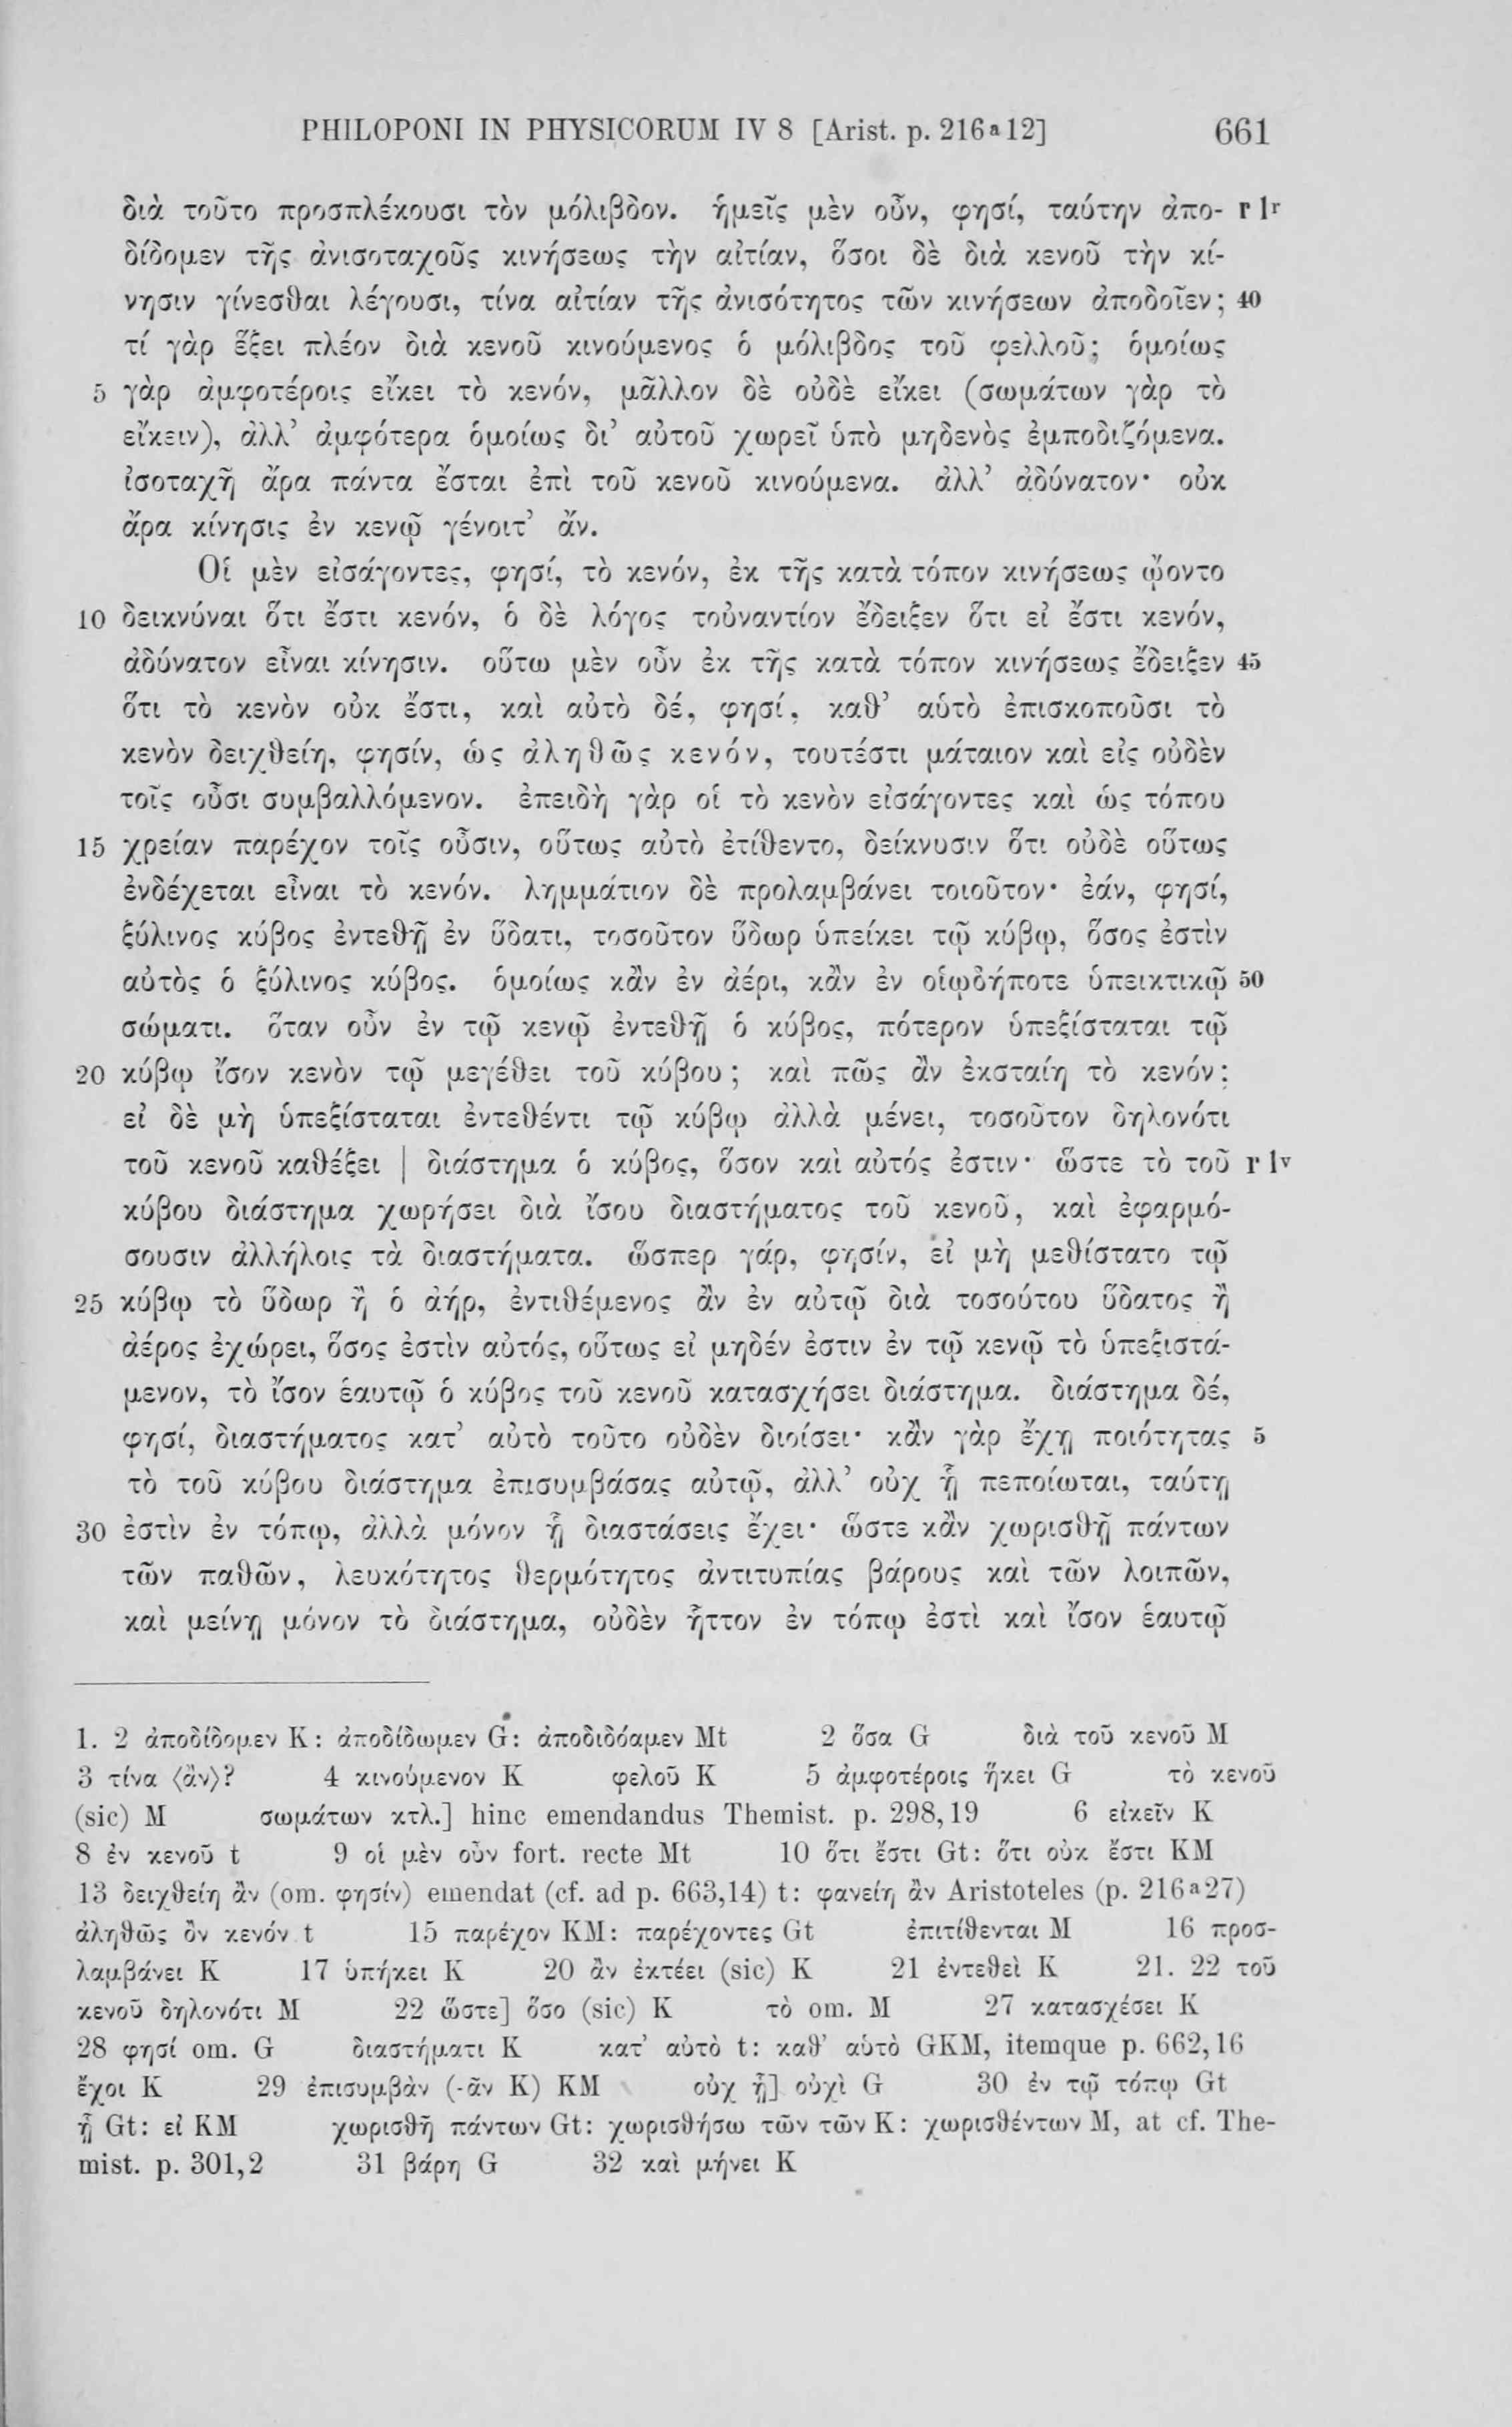 PHILOPONI IN PHYSICORUM IV 8 [Arist. p. 216ᵃ12] 661
διὰ τοῦτο προσπλέκουσι τὸν μόλιβδον. ἡμεῖς μὲν οὖν, φησί, ταύτην ἀπο- r 1ʳ
δίδομεν τῆς ἀνισοταχοῦς κινήσεως τὴν αἰτίαν, ὅσοι δὲ διὰ κενοῦ τὴν κί-
νησιν γίνεσθαι λέγουσι, τίνα αἰτίαν τῆς ἀνισότητος τῶν κινήσεων ἀποδοῖεν; 40
τί γὰρ ἕξει πλέον διὰ κενοῦ κινούμενος ὁ μόλιβδος τοῦ φελλοῦ; ὁμοίως
5 γὰρ ἀμφοτέροις εἴκει τὸ κενόν, μᾶλλον δὲ οὐδὲ εἴκει (σωμάτων γὰρ τὸ
εἴκειν), ἀλλ’ ἀμφότερα ὁμοίως δι’ αὐτοῦ χωρεῖ ὑπὸ μηδενὸς ἐμποδιζόμενα.
ἰσοταχῆ ἄρα πάντα ἔσται ἐπὶ τοῦ κενοῦ κινούμενα. ἀλλ’ ἀδύνατον· οὐκ
ἄρα κίνησις ἐν κενῷ γένοιτ’ ἄν.
Οἱ μὲν εἰσάγοντες, φησί, τὸ κενόν, ἐκ τῆς κατὰ τόπον κινήσεως ᾤοντο
10 δεικνύναι ὅτι ἔστι κενόν, ὁ δὲ λόγος τοὐναντίον ἔδειξεν ὅτι εἰ ἔστι κενόν,
ἀδύνατον εἶναι κίνησιν. οὕτω μὲν οὖν ἐκ τῆς κατὰ τόπον κινήσεως ἔδειξεν 45
ὅτι τὸ κενὸν οὐκ ἔστι, καὶ αὐτὸ δέ, φησί, καθ’ αὑτὸ ἐπισκοποῦσι τὸ
κενὸν δειχθείη, φησίν, ὡς ἀληθῶς κενόν, τουτέστι μάταιον καὶ εἰς οὐδὲν
τοῖς οὖσι συμβαλλόμενον. ἐπειδὴ γὰρ οἱ τὸ κενὸν εἰσάγοντες καὶ ὡς τόπου
15 χρείαν παρέχον τοῖς οὖσιν, οὕτως αὐτὸ ἐτίθεντο, δείκνυσιν ὅτι οὐδὲ οὕτως
ἐνδέχεται εἶναι τὸ κενόν. λημμάτιον δὲ προλαμβάνει τοιοῦτον· ἐάν, φησί,
ξύλινος κύβος ἐντεθῇ ἐν ὕδατι, τοσοῦτον ὕδωρ ὑπείκει τῷ κύβῳ, ὅσος ἐστὶν
αὐτὸς ὁ ξύλινος κύβος. ὁμοίως κἂν ἐν ἀέρι, κἂν ἐν οἱῳδήποτε ὑπεικτικῷ 50
σώματι. ὅταν οὖν ἐν τῷ κενῷ ἐντεθῇ ὁ κύβος, πότερον ὑπεξίσταται τῷ
20 κύβῳ ἴσον κενὸν τῷ μεγέθει τοῦ κύβου; καὶ πῶς ἂν ἐκσταίη τὸ κενόν;
εἰ δὲ μὴ ὑπεξίσταται ἐντεθέντι τῷ κύβῳ ἀλλὰ μένει, τοσοῦτον δηλονότι
τοῦ κενοῦ καθέξει | διάστημα ὁ κύβος, ὅσον καὶ αὐτός ἐστιν· ὥστε τὸ τοῦ r 1ᵛ
κύβου διάστημα χωρήσει διὰ ἴσου διαστήματος τοῦ κενοῦ, καὶ ἐφαρμό-
σουσιν ἀλλήλοις τὰ διαστήματα. ὥσπερ γάρ, φησίν, εἰ μὴ μεθίστατο τῷ
25 κύβῳ τὸ ὕδωρ ἢ ὁ ἀήρ, ἐντιθέμενος ἂν ἐν αὐτῷ διὰ τοσούτου ὕδατος ἢ
ἀέρος ἐχώρει, ὅσος ἐστὶν αὐτός, οὕτως εἰ μηδέν ἐστιν ἐν τῷ κενῷ τὸ ὑπεξιστά-
μενον, τὸ ἴσον ἑαυτῷ ὁ κύβος τοῦ κενοῦ κατασχήσει διάστημα. διάστημα δέ,
φησί, διαστήματος κατ’ αὐτὸ τοῦτο οὐδὲν διοίσει· κἂν γὰρ ἔχῃ ποιότητας 5
τὸ τοῦ κύβου διάστημα ἐπισυμβάσας αὐτῷ, ἀλλ’ οὐχ ᾗ πεποίωται, ταύτῃ
30 ἐστὶν ἐν τόπῳ, ἀλλὰ μόνον ᾗ διαστάσεις ἔχει· ὥστε κἂν χωρισθῇ πάντων
τῶν παθῶν, λευκότητος θερμότητος ἀντιτυπίας βάρους καὶ τῶν λοιπῶν,
καὶ μείνῃ μόνον τὸ διάστημα, οὐδὲν ἧττον ἐν τόπῳ ἐστὶ καὶ ἴσον ἑαυτῷ
1. 2 ἀποδίδομεν K: ἀποδίδωμεν G: ἀποδιδόαμεν Mt 2 ὅσα G διὰ τοῦ κενοῦ M
3 τίνα ⟨ἂν⟩? 4 κινούμενον K φελοῦ K 5 ἀμφοτέροις ἥκει G τὸ κενοῦ
(sic) M σωμάτων κτλ.] hinc emendandus Themist. p. 298,19 6 εἰκεῖν K
8 ἐν κενοῦ t 9 οἱ μὲν οὖν fort. recte Mt 10 ὅτι ἔστι Gt: ὅτι οὐκ ἔστι KM
13 δειχθείη ἂν (om. φησίν) emendat (cf. ad p. 663,14) t: φανείη ἂν Aristoteles (p. 216ᵃ27)
ἀληθῶς ὂν κενόν t 15 παρέχον KM: παρέχοντες Gt ἐπιτίθενται M 16 προσ-
λαμβάνει K 17 ὑπήκει K 20 ἂν ἐκτέει (sic) K 21 ἐντεθεὶ K 21. 22 τοῦ
κενοῦ δηλονότι M 22 ὥστε] ὅσο (sic) K τὸ om. M 27 κατασχέσει K
28 φησί om. G διαστήματι K κατ’ αὐτὸ t: καθ’ αὑτὸ GKM, itemque p. 662,16
ἔχοι K 29 ἐπισυμβὰν (-ᾶν K) KM οὐχ ᾗ] οὐχὶ G 30 ἐν τῷ τόπῳ Gt
ᾗ Gt: εἰ KM χωρισθῇ πάντων Gt: χωρισθήσω τῶν τῶν K: χωρισθέντων M, at cf. The-
mist. p. 301,2 31 βάρη G 32 καὶ μήνει K